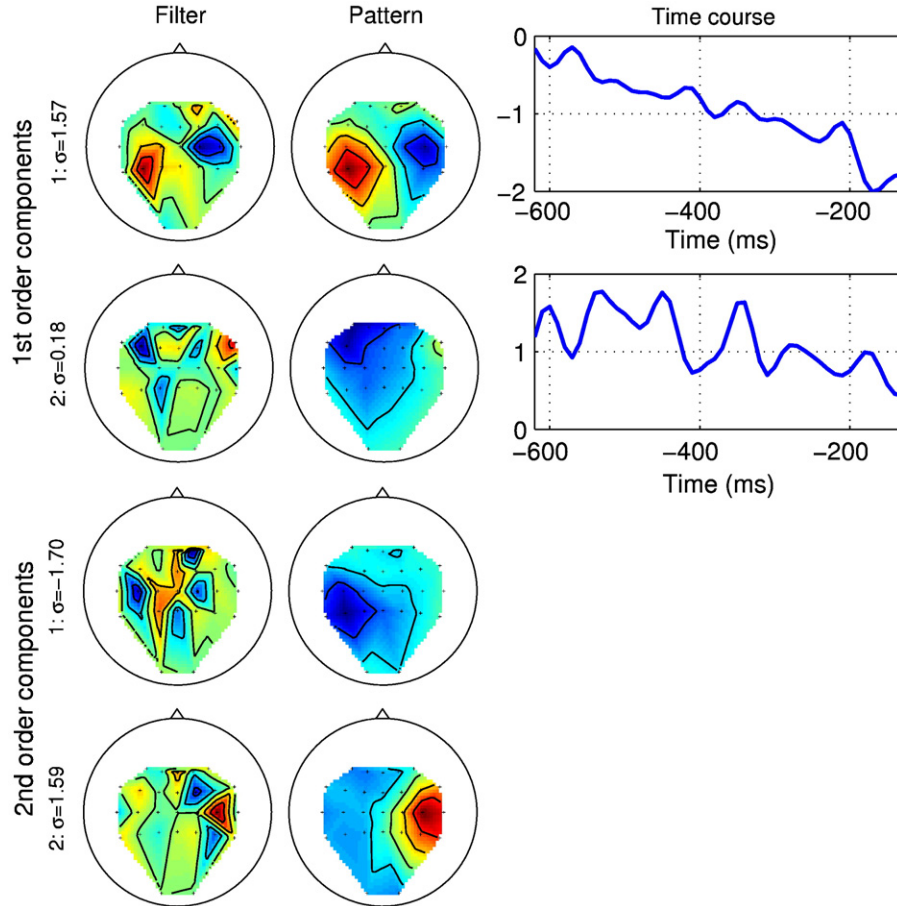 Filter Pattern Time course
1st order components
1: σ=1.57
0
−1
−2
−600 −400 −200
Time (ms)
2: σ=0.18
2
1
0
−600 −400 −200
Time (ms)
2nd order components
1: σ=−1.70
2: σ=1.59